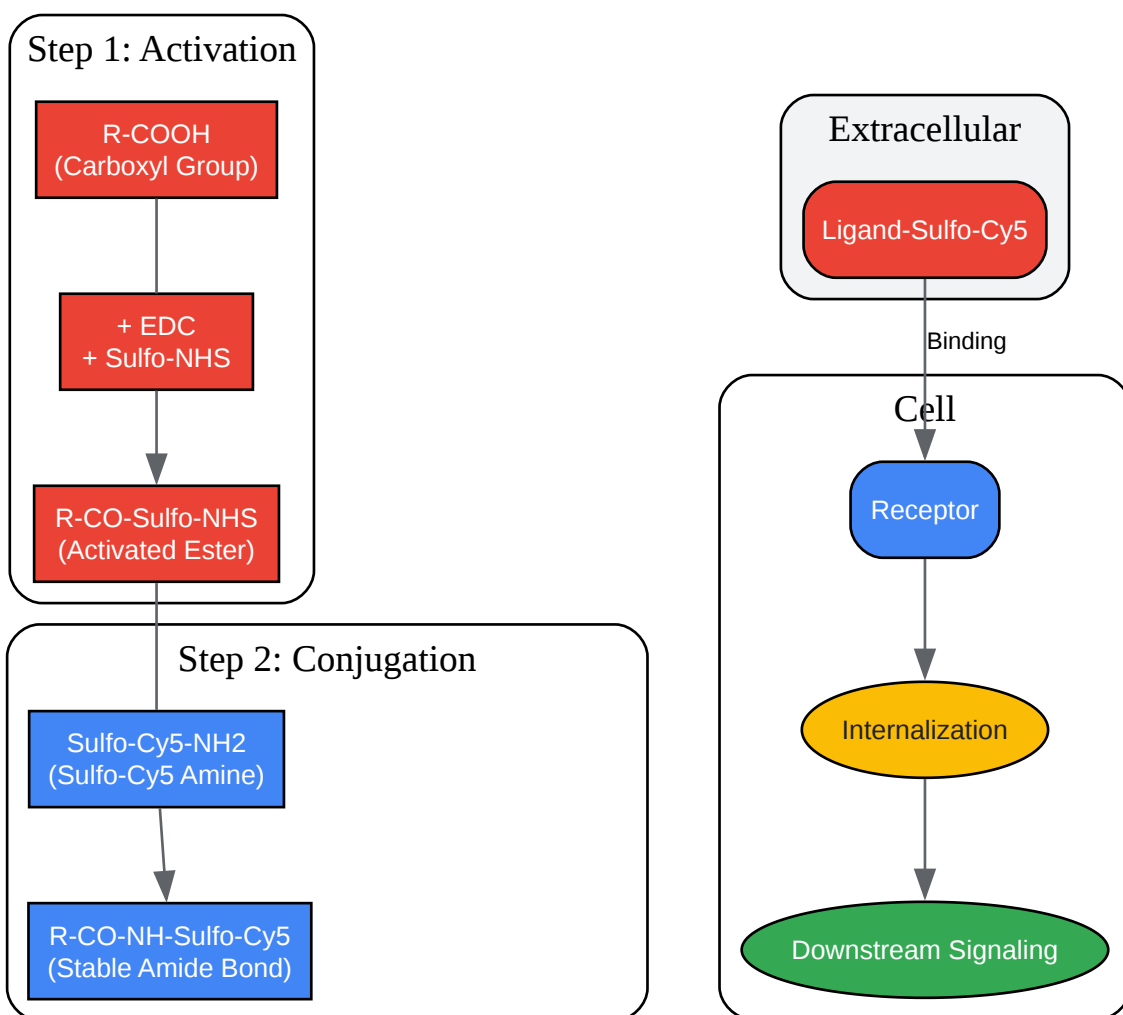 Step 1: Activation
R-COOH
(Carboxyl Group)
+ EDC
+ Sulfo-NHS
R-CO-Sulfo-NHS
(Activated Ester)
Step 2: Conjugation
Sulfo-Cy5-NH2
(Sulfo-Cy5 Amine)
R-CO-NH-Sulfo-Cy5
(Stable Amide Bond)
Extracellular
Ligand-Sulfo-Cy5
Binding
Cell
Receptor
Internalization
Downstream Signaling